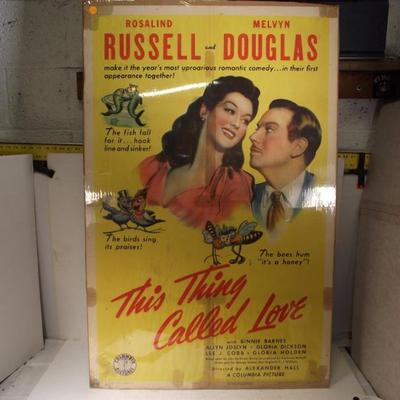 ROSALIND MELVYN
RUSSELL and DOUGLAS
make it the year's most uproarious romantic comedy...in their first
appearance together!
The fish fall
for it... hook
line and sinker!
The birds sing
its praises!
The bees hum
"it's a honey"!
This Thing
Called Love
with BINNIE BARNES
ALLYN JOSLYN • GLORIA DICKSON
LEE J. COBB • GLORIA HOLDEN
Directed by ALEXANDER HALL
A COLUMBIA PICTURE